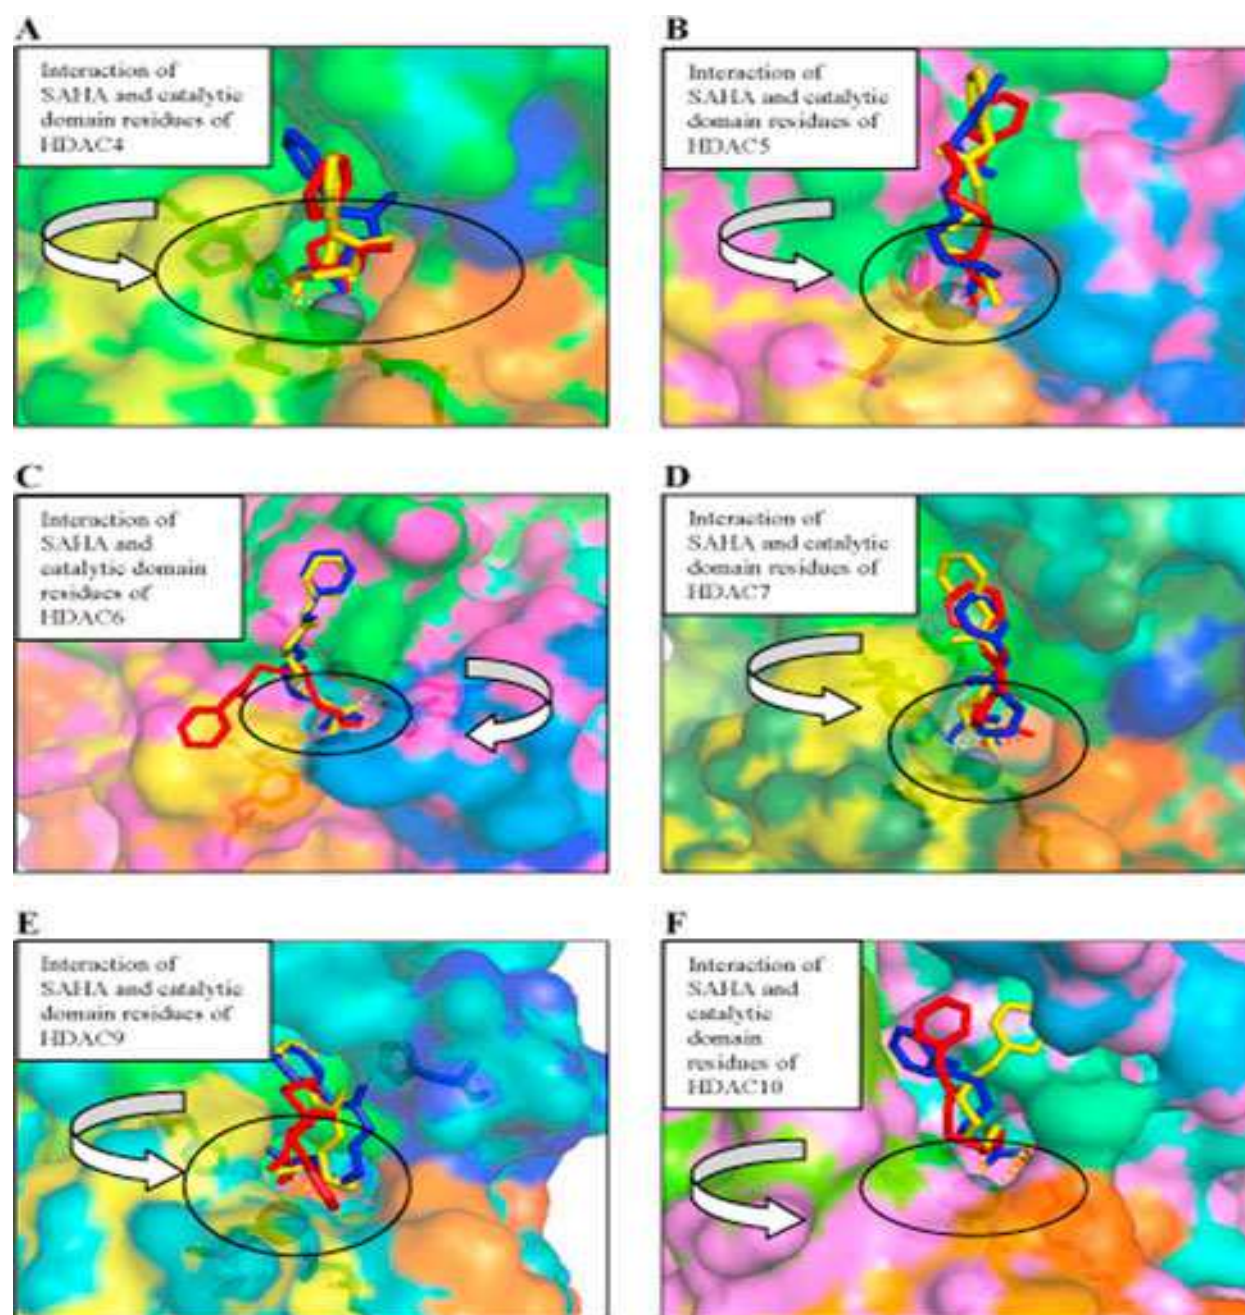 A
Interaction of
SAHA and catalytic
domain residues of
HDAC4
B
Interaction of
SAHA and catalytic
domain residues of
HDAC5
C
Interaction of
SAHA and
catalytic domain
residues of
HDAC6
D
Interaction of
SAHA and catalytic
domain residues of
HDAC7
E
Interaction of
SAHA and catalytic
domain residues of
HDAC9
F
Interaction of
SAHA and
catalytic
domain
residues of
HDAC10